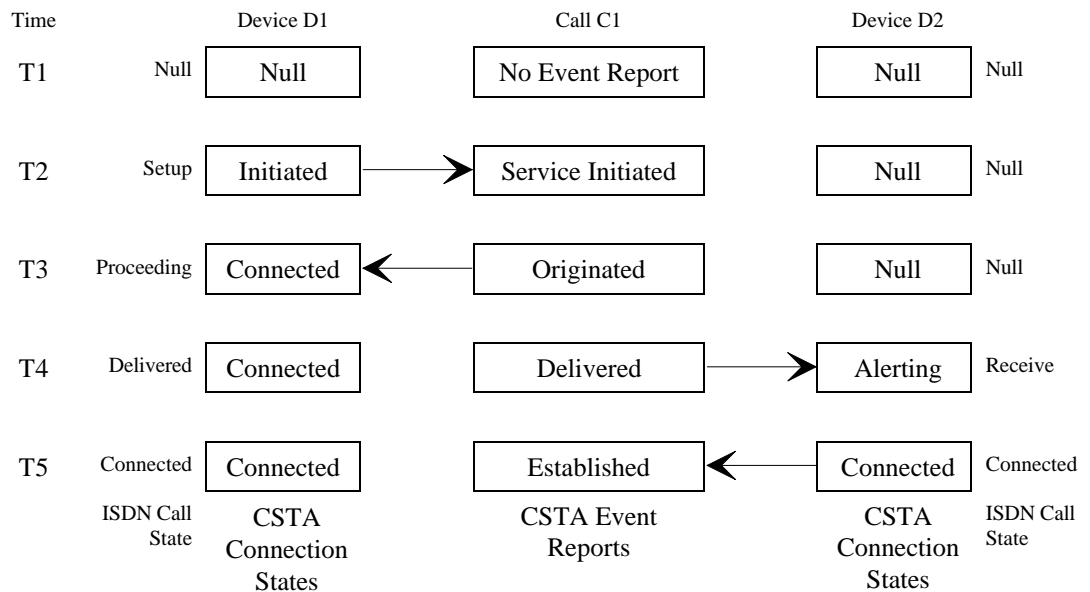 Time Device D1 Call C1 Device D2
T1 Null Null No Event Report Null Null
T2 Setup Initiated Service Initiated Null Null
T3 Proceeding Connected Originated Null Null
T4 Delivered Connected Delivered Alerting Receive
T5 Connected Connected Established Connected Connected
ISDN Call
State
CSTA
Connection
States
CSTA Event
Reports
CSTA
Connection
States
ISDN Call
State